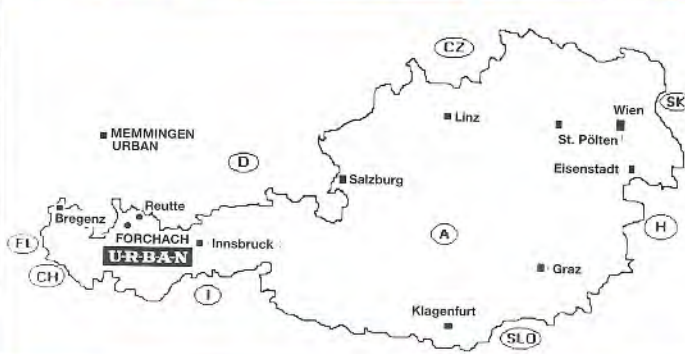 CZ
SK
Linz
Wien
St. Pölten
MEMMINGEN
URBAN
D
Salzburg
Eisenstadt
Bregenz
Reutte
FORCHACH
URBAN
Innsbruck
FL
CH
I
A
H
Graz
Klagenfurt
SLO